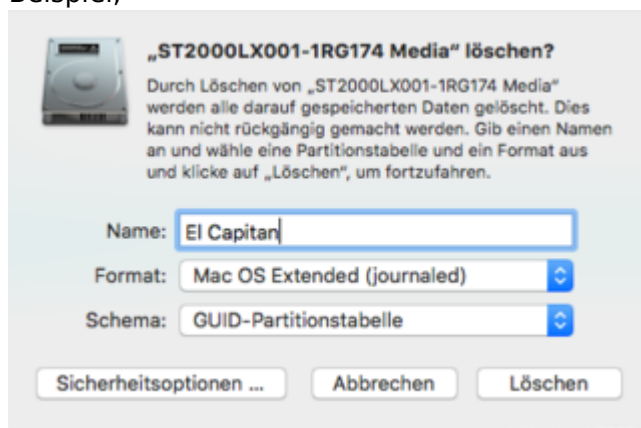 „ST2000LX001-1RG174 Media“ löschen?
Durch Löschen von „ST2000LX001-1RG174 Media“
werden alle darauf gespeicherten Daten gelöscht. Dies
kann nicht rückgängig gemacht werden. Gib einen Namen
an und wähle eine Partitionstabelle und ein Format aus
und klicke auf „Löschen“, um fortzufahren.
Name: El Capitan
Format: Mac OS Extended (journaled)
Schema: GUID-Partitionstabelle
Sicherheitsoptionen ... Abbrechen Löschen